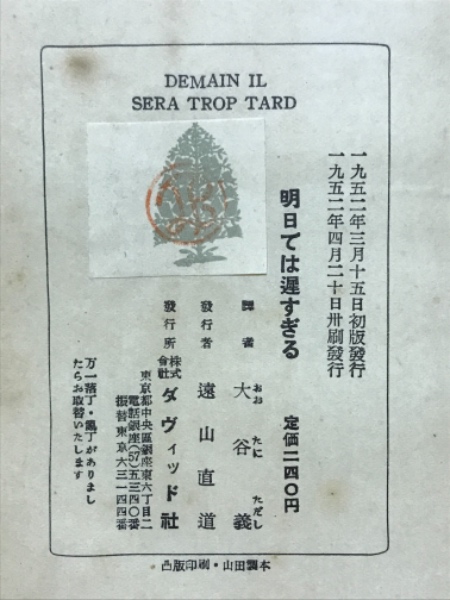 DEMAIN IL
SERA TROP TARD
一九五二年三月十五日初版發行
一九五二年四月二十日卅刷發行
明日では遅すぎる
定価二四〇円
譯者 大谷義
おおたにただし
發行者 遠山直道
發行所 株式會社ダヴィッド社
東京都中央區銀座東六丁目二
電話銀座(57)五三四〇番
振替東京六三一四四番
万一落丁・亂丁がありまし
たらお取替いたします
凸版印刷・山田製本